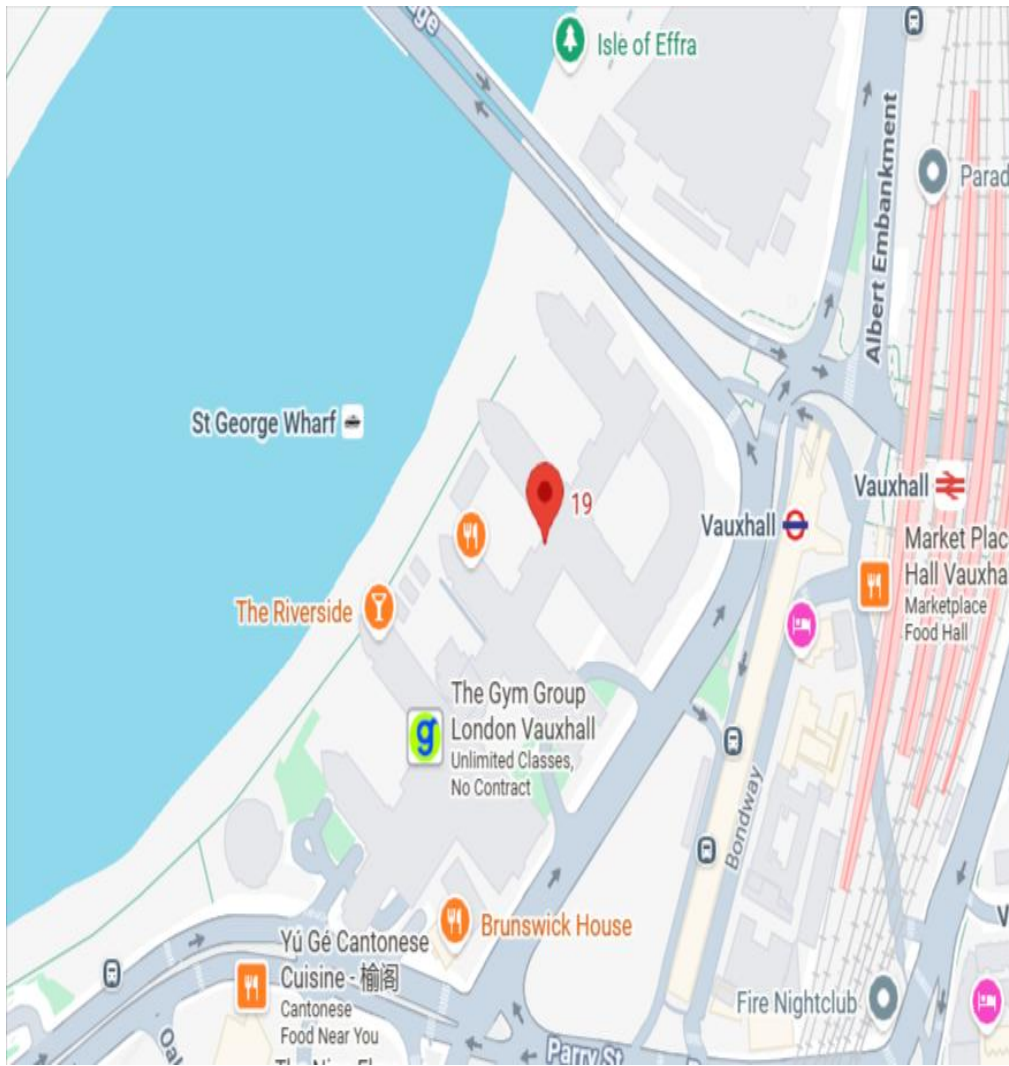 Isle of Effra
Albert Embankment
Parad
St George Wharf
19
Vauxhall
Vauxhall
Market Plac
Hall Vauxha
Marketplace
Food Hall
The Riverside
The Gym Group
London Vauxhall
Unlimited Classes,
No Contract
g
Bondway
Brunswick House
Yú Gé Cantonese
Cuisine - 榆阁
Cantonese
Food Near You
Fire Nightclub
Parry St